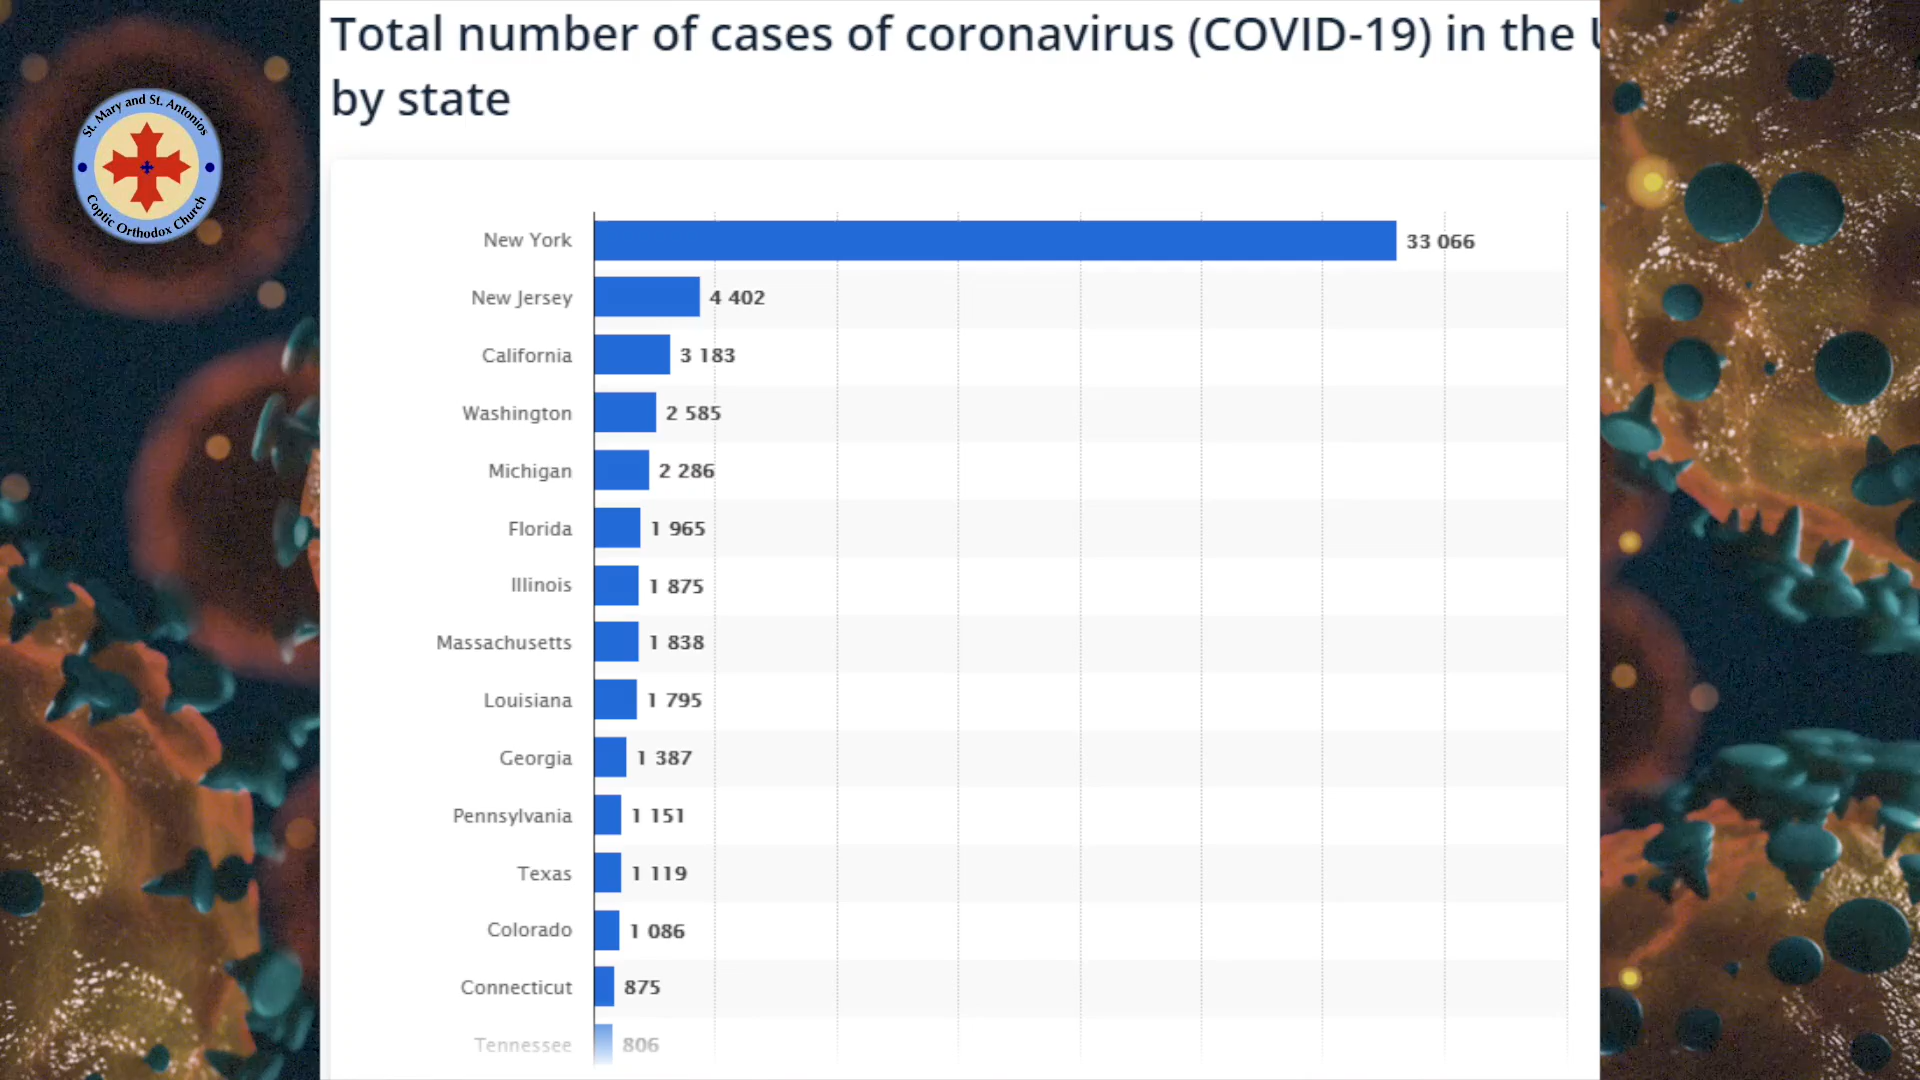 Total number of cases of coronavirus (COVID-19) in the
by state
St. Mary and St. Antonios
Coptic Orthodox Church
New York 33 066
New Jersey 4 402
California 3 183
Washington 2 585
Michigan 2 286
Florida 1 965
Illinois 1 875
Massachusetts 1 838
Louisiana 1 795
Georgia 1 387
Pennsylvania 1 151
Texas 1 119
Colorado 1 086
Connecticut 875
Tennessee 806